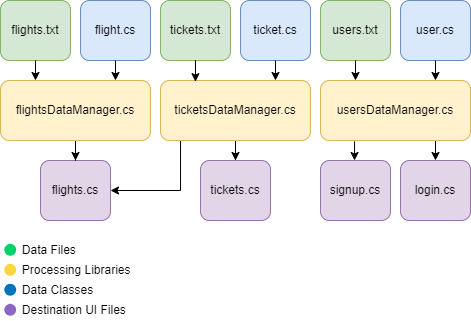 flights.txt
flight.cs
tickets.txt
ticket.cs
users.txt
user.cs
flightsDataManager.cs
ticketsDataManager.cs
usersDataManager.cs
flights.cs
tickets.cs
signup.cs
login.cs
Data Files
Processing Libraries
Data Classes
Destination UI Files